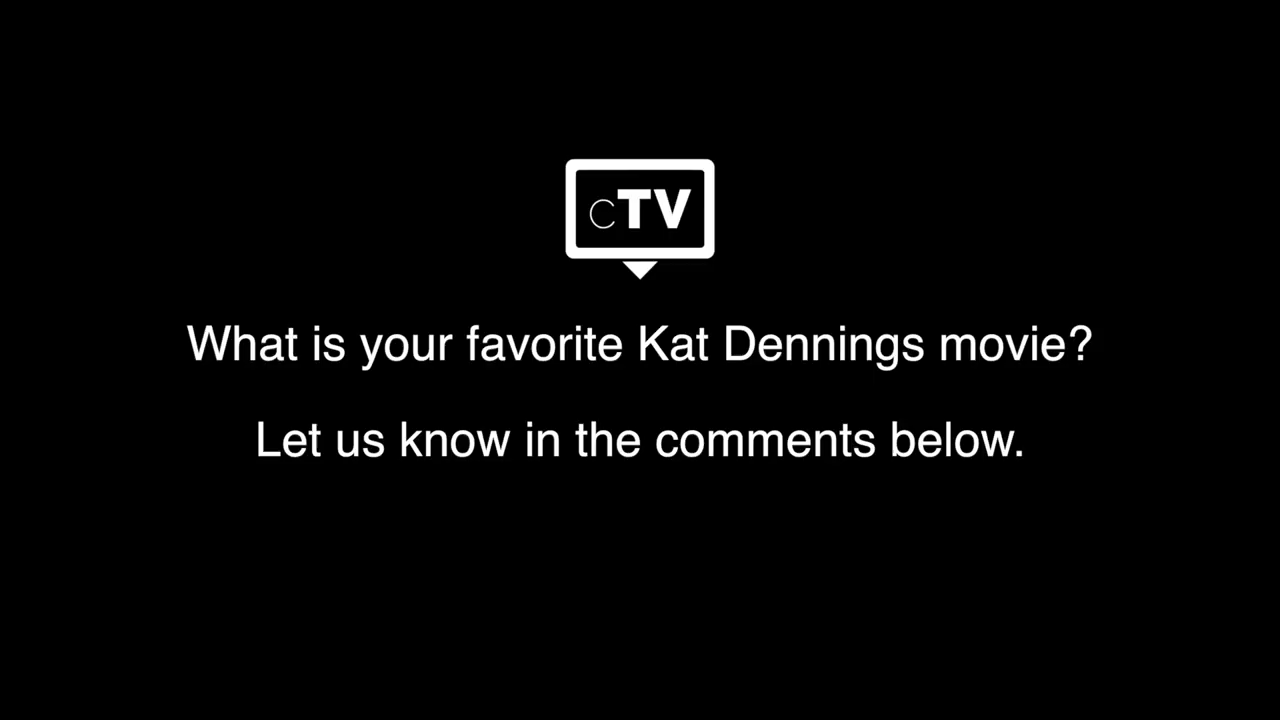 cTV
What is your favorite Kat Dennings movie?
Let us know in the comments below.